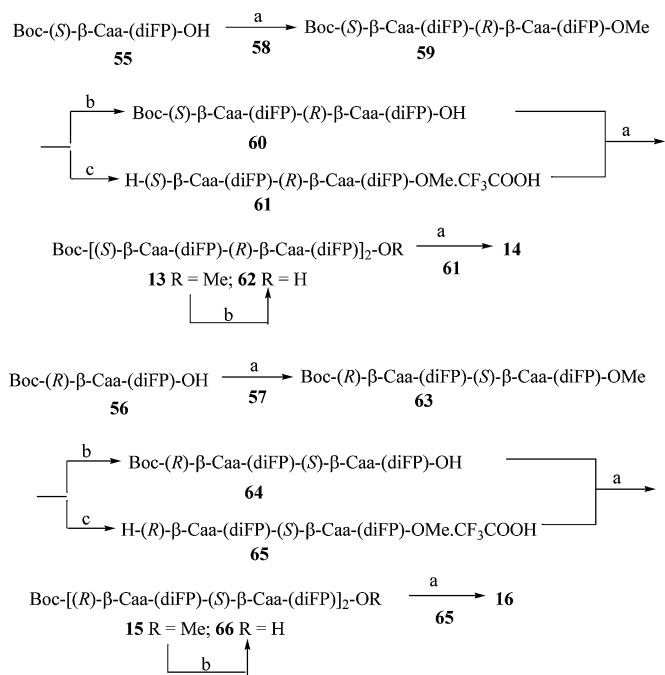 a
Boc-(S)-β-Caa-(diFP)-OH Boc-(S)-β-Caa-(diFP)-(R)-β-Caa-(diFP)-OMe
55 58 59
b Boc-(S)-β-Caa-(diFP)-(R)-β-Caa-(diFP)-OH
60 a
c H-(S)-β-Caa-(diFP)-(R)-β-Caa-(diFP)-OMe.CF₃COOH
61
Boc-[(S)-β-Caa-(diFP)-(R)-β-Caa-(diFP)]₂-OR a 14
13 R = Me; 62 R = H 61
b
Boc-(R)-β-Caa-(diFP)-OH a Boc-(R)-β-Caa-(diFP)-(S)-β-Caa-(diFP)-OMe
56 57 63
b Boc-(R)-β-Caa-(diFP)-(S)-β-Caa-(diFP)-OH
64 a
c H-(R)-β-Caa-(diFP)-(S)-β-Caa-(diFP)-OMe.CF₃COOH
65
Boc-[(R)-β-Caa-(diFP)-(S)-β-Caa-(diFP)]₂-OR a 16
15 R = Me; 66 R = H 65
b